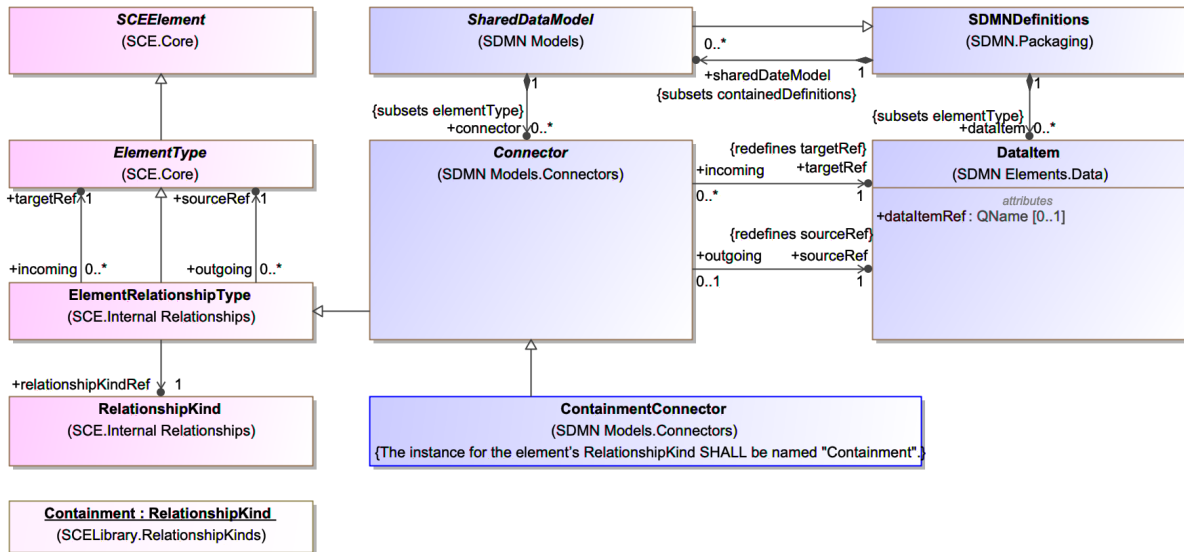 SCEElement
(SCE.Core)
SharedDataModel
(SDMN Models)
SDMNDefinitions
(SDMN.Packaging)
0..*
+sharedDateModel
1
{subsets containedDefinitions}
1
{subsets elementType}
+connector 0..*
1
{subsets elementType}
+dataItem 0..*
ElementType
(SCE.Core)
+targetRef 1
+sourceRef 1
+incoming 0..*
+outgoing 0..*
Connector
(SDMN Models.Connectors)
{redefines targetRef}
+incoming
+targetRef
0..*
1
{redefines sourceRef}
+outgoing
+sourceRef
0..1
1
DataItem
(SDMN Elements.Data)
attributes
+dataItemRef : QName [0..1]
ElementRelationshipType
(SCE.Internal Relationships)
+relationshipKindRef 1
RelationshipKind
(SCE.Internal Relationships)
ContainmentConnector
(SDMN Models.Connectors)
{The instance for the element's RelationshipKind SHALL be named "Containment".}
Containment : RelationshipKind
(SCELibrary.RelationshipKinds)